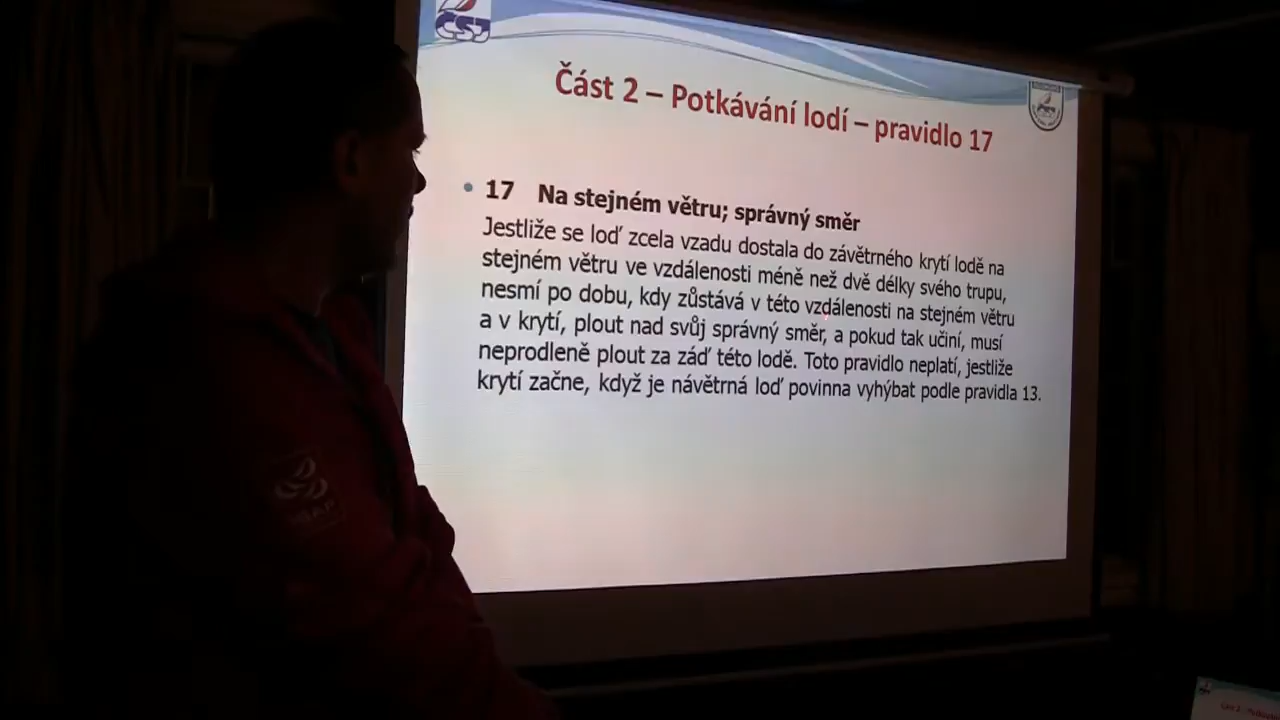 ČSJ
Část 2 – Potkávání lodí – pravidlo 17
• 17 Na stejném větru; správný směr
Jestliže se loď zcela vzadu dostala do závětrného krytí lodě na
stejném větru ve vzdálenosti méně než dvě délky svého trupu,
nesmí po dobu, kdy zůstává v této vzdálenosti na stejném větru
a v krytí, plout nad svůj správný směr, a pokud tak učiní, musí
neprodleně plout za záď této lodě. Toto pravidlo neplatí, jestliže
krytí začne, když je návětrná loď povinna vyhýbat podle pravidla 13.